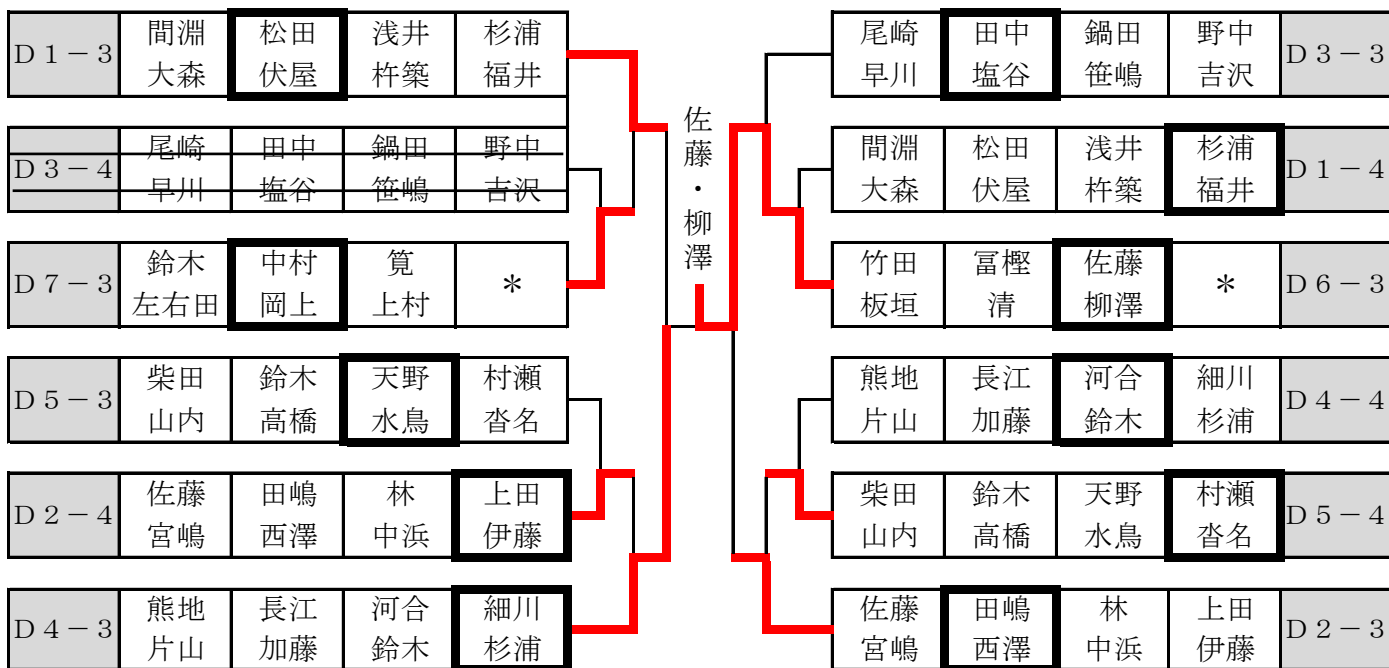 D1-3 間淵 松田 浅井 杉浦
大森 伏屋 杵築 福井
D3-4 尾崎 田中 鍋田 野中
早川 塩谷 笹嶋 吉沢
D7-3 鈴木 中村 筧 *
左右田 岡上 上村
D5-3 柴田 鈴木 天野 村瀬
山内 高橋 水鳥 沓名
D2-4 佐藤 田嶋 林 上田
宮嶋 西澤 中浜 伊藤
D4-3 熊地 長江 河合 細川
片山 加藤 鈴木 杉浦
佐藤・柳澤
尾崎 田中 鍋田 野中 D3-3
早川 塩谷 笹嶋 吉沢
間淵 松田 浅井 杉浦 D1-4
大森 伏屋 杵築 福井
竹田 冨樫 佐藤 * D6-3
板垣 清 柳澤
熊地 長江 河合 細川 D4-4
片山 加藤 鈴木 杉浦
柴田 鈴木 天野 村瀬 D5-4
山内 高橋 水鳥 沓名
佐藤 田嶋 林 上田 D2-3
宮嶋 西澤 中浜 伊藤